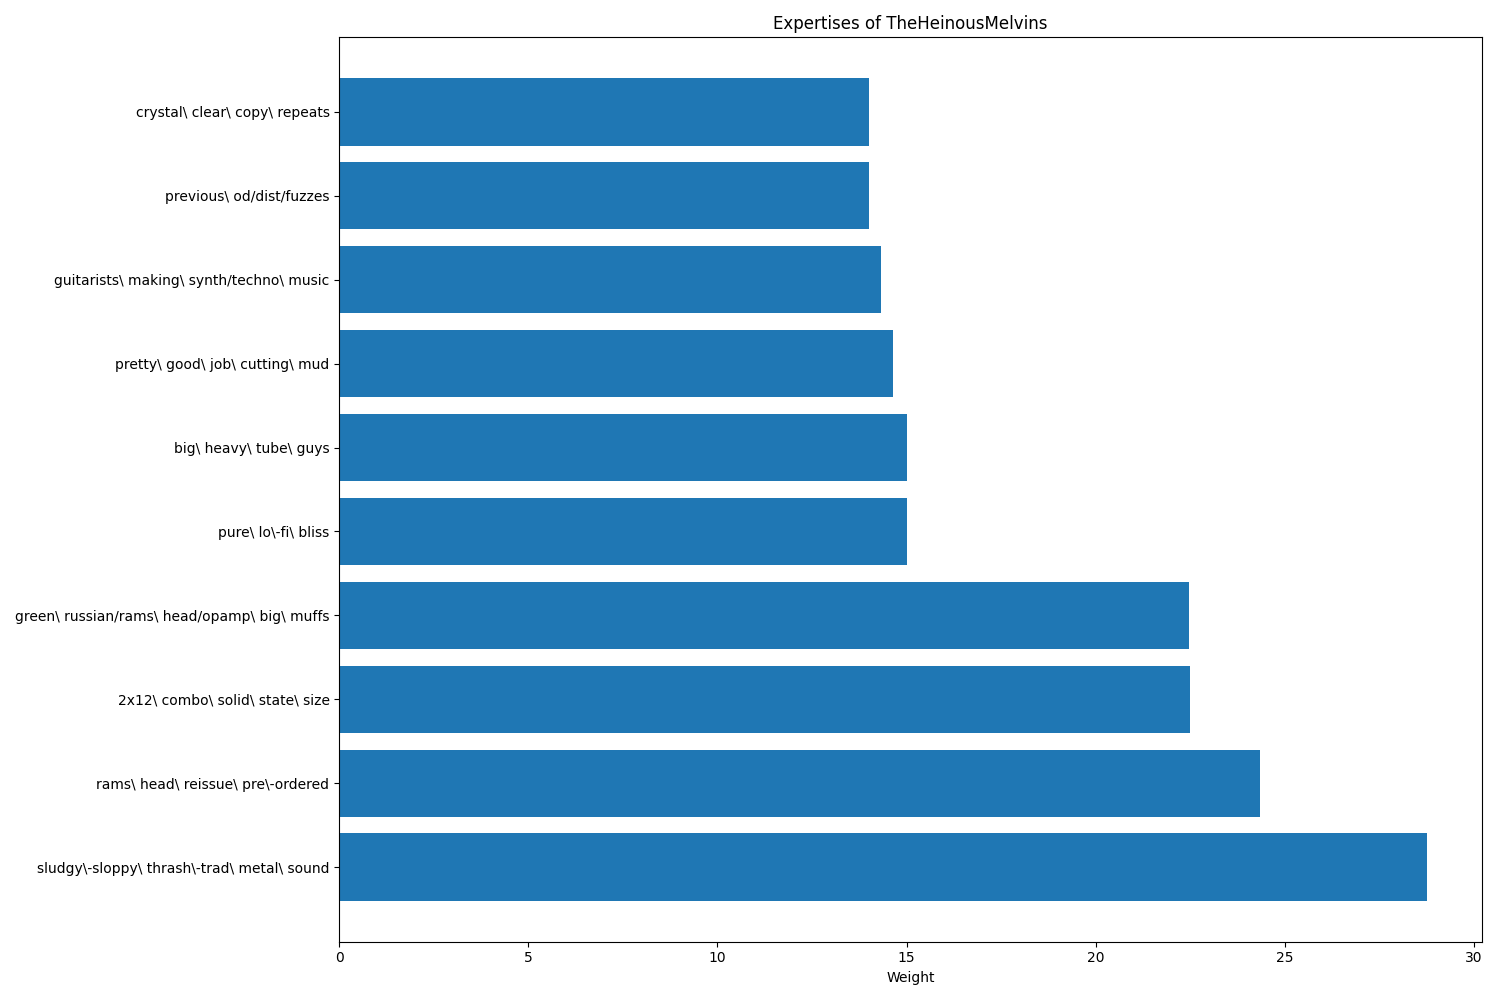 Expertises of TheHeinousMelvins
crystal\ clear\ copy\ repeats
previous\ od/dist/fuzzes
guitarists\ making\ synth/techno\ music
pretty\ good\ job\ cutting\ mud
big\ heavy\ tube\ guys
pure\ lo\-fi\ bliss
green\ russian/rams\ head/opamp\ big\ muffs
2x12\ combo\ solid\ state\ size
rams\ head\ reissue\ pre\-ordered
sludgy\-sloppy\ thrash\-trad\ metal\ sound
0 5 10 15 20 25 30
Weight